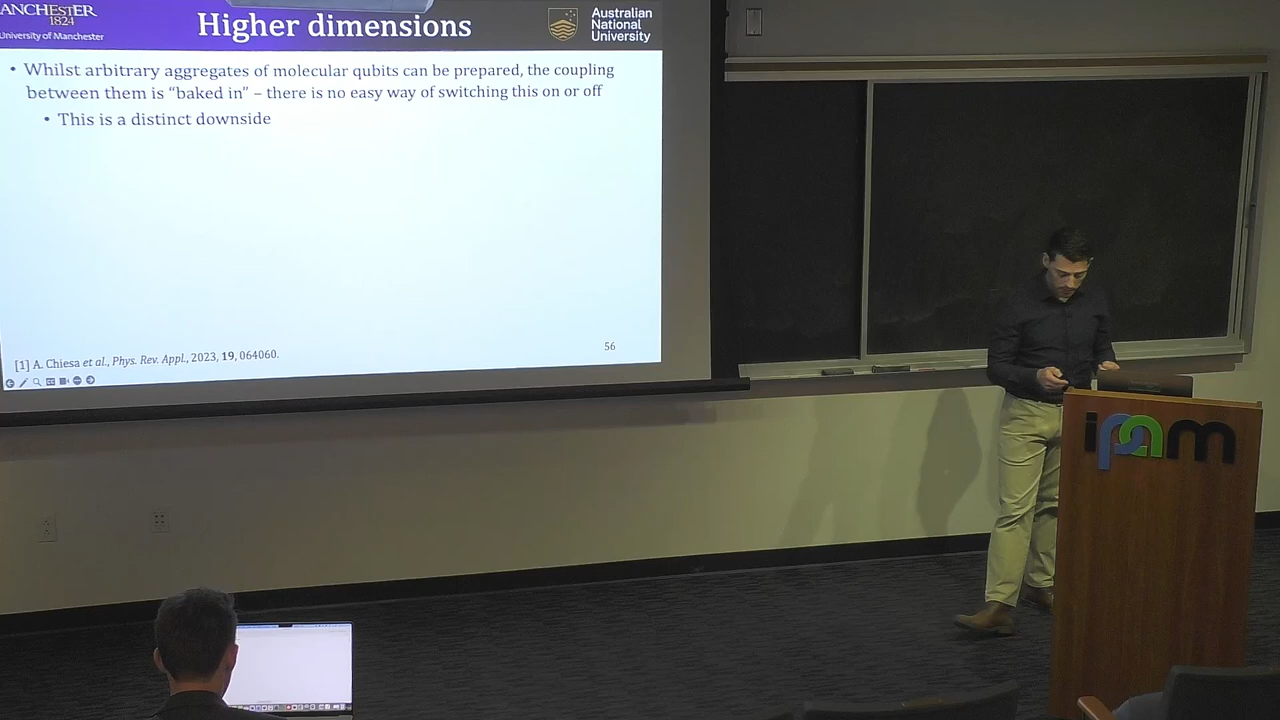 ANCHESTER
1824
University of Manchester
Higher dimensions
Australian
National
University
• Whilst arbitrary aggregates of molecular qubits can be prepared, the coupling
between them is “baked in” – there is no easy way of switching this on or off
• This is a distinct downside
[1] A. Chiesa et al., Phys. Rev. Appl., 2023, 19, 064060.
56
ipam